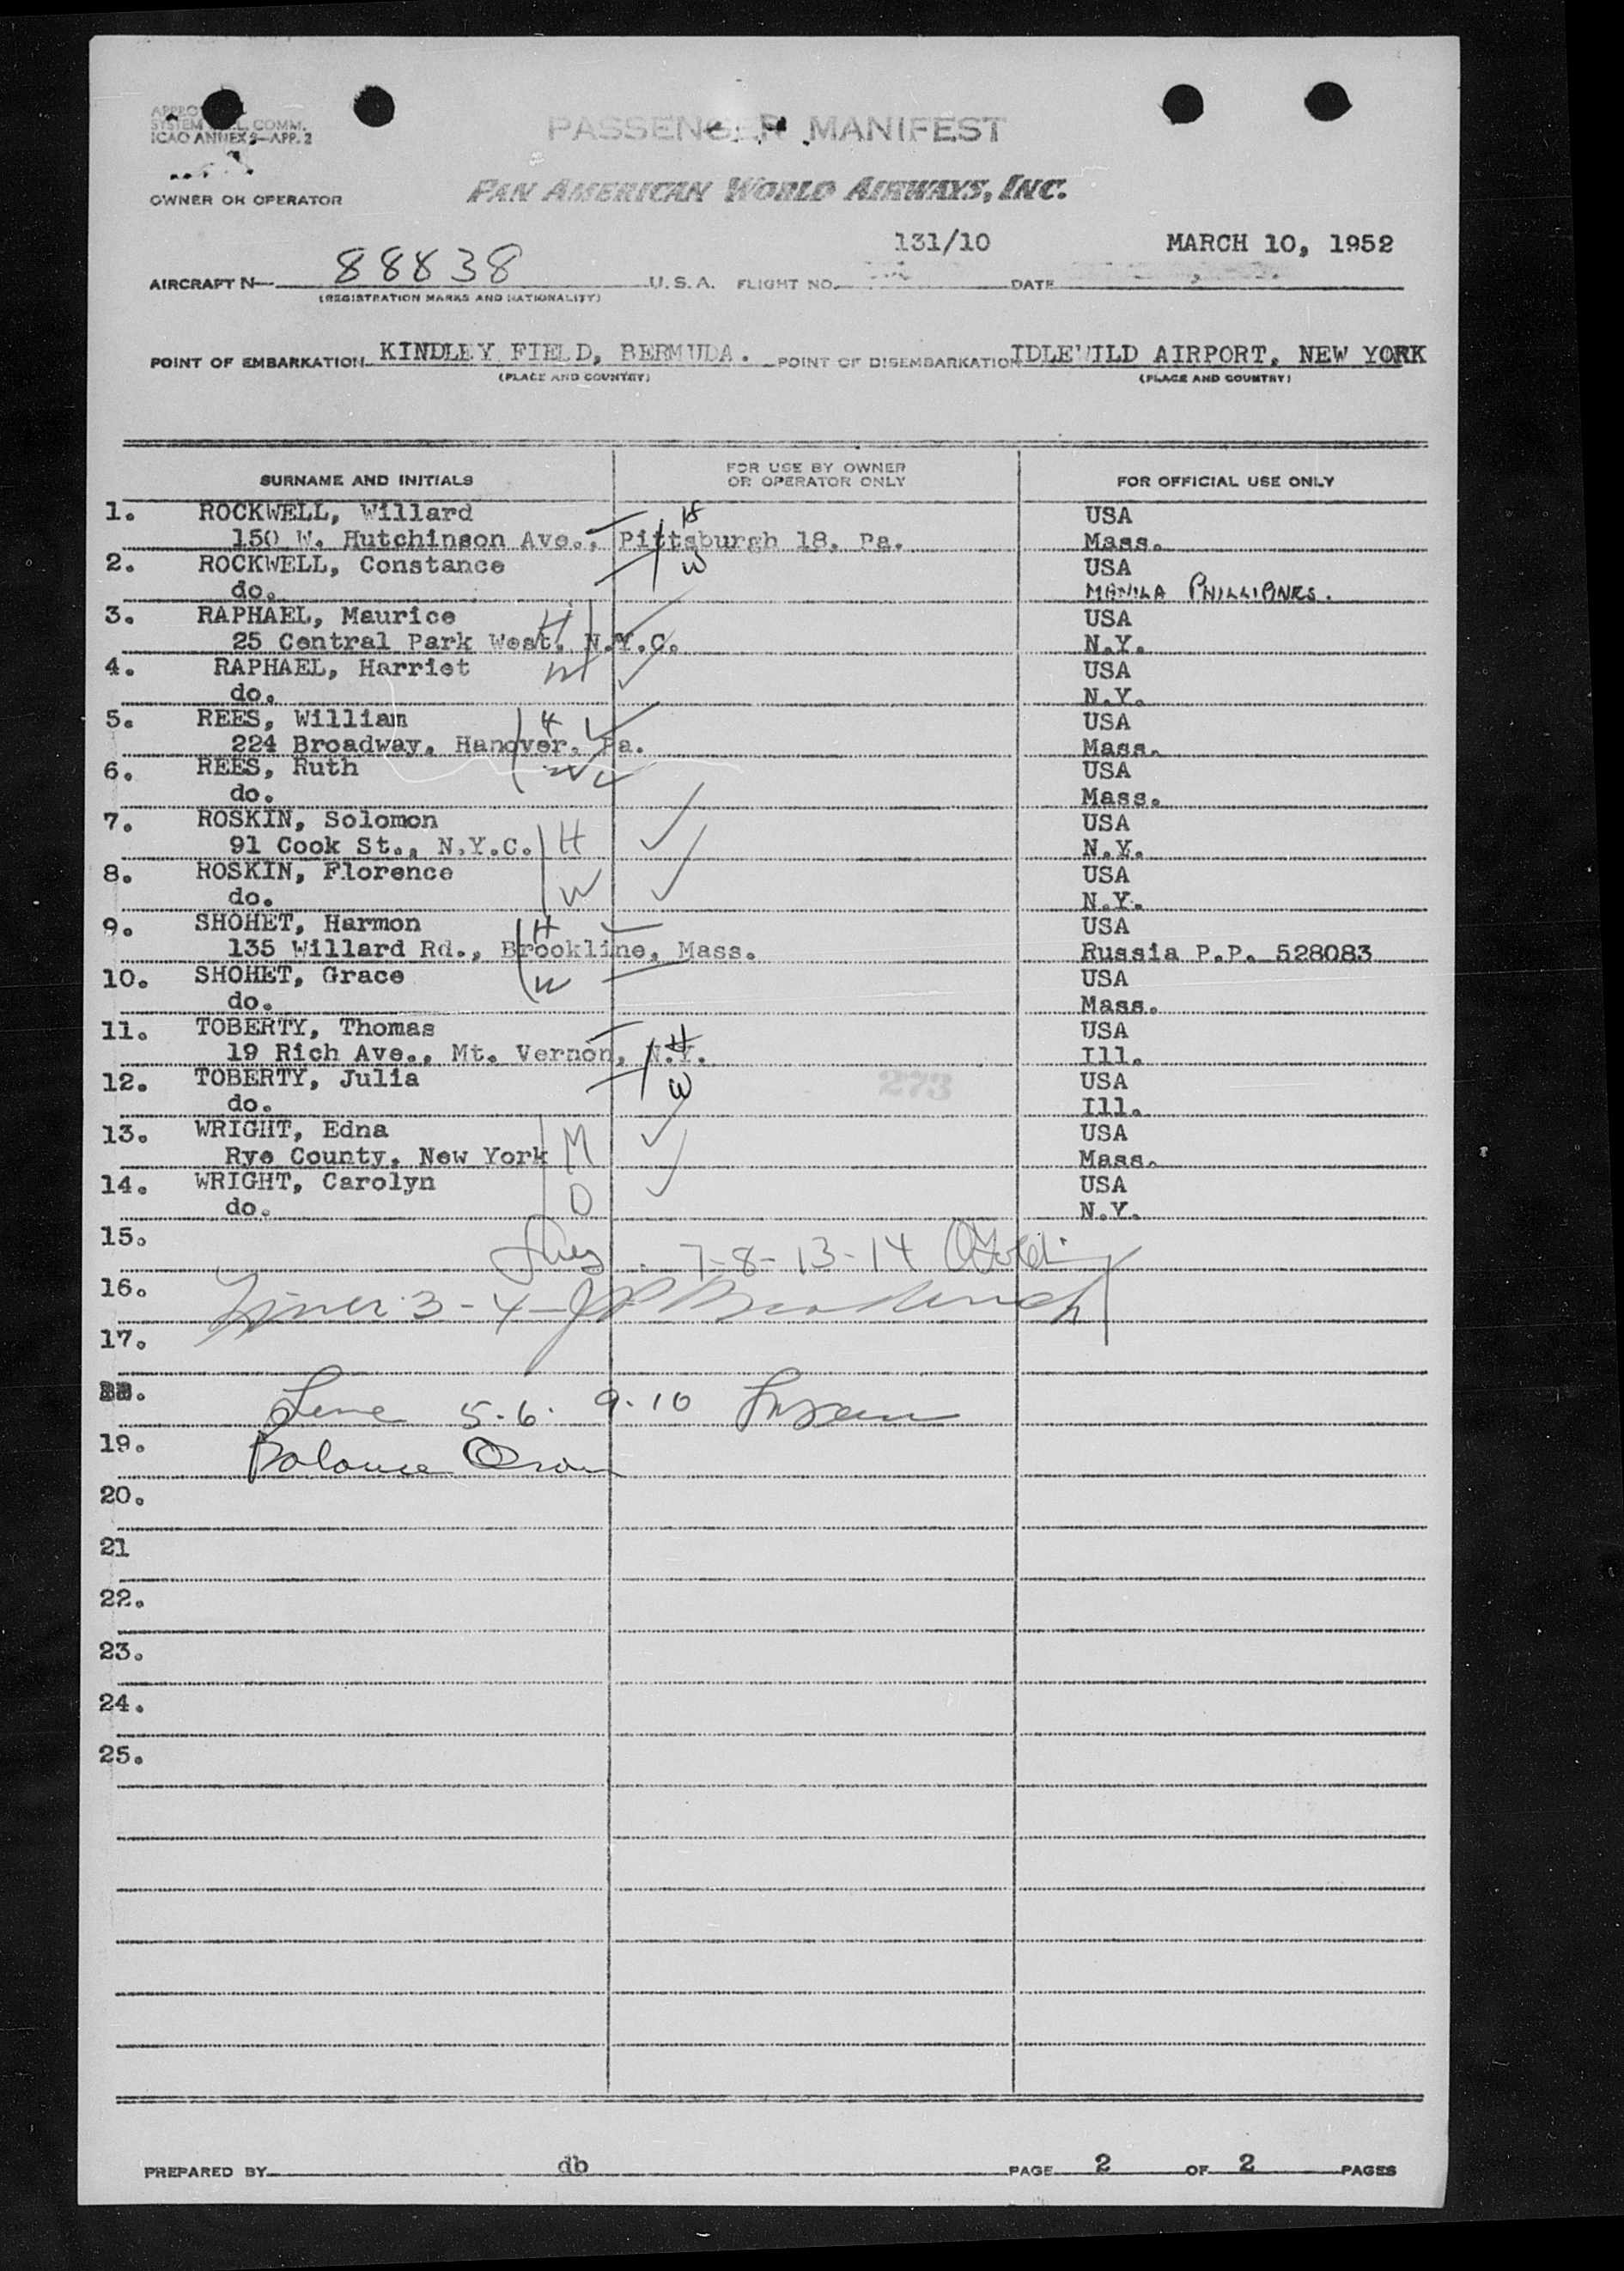 SYSTEM COMM.
ICAO ANNEX 9—APP. 2
PASSENGER MANIFEST
OWNER OR OPERATOR PAN AMERICAN WORLD AIRWAYS, INC.
131/10 MARCH 10, 1952
AIRCRAFT N— 88838 U.S.A. FLIGHT NO. DATE
(REGISTRATION MARKS AND NATIONALITY)
POINT OF EMBARKATION KINDLEY FIELD, BERMUDA. POINT OF DISEMBARKATION IDLEWILD AIRPORT, NEW YORK
(PLACE AND COUNTRY) (PLACE AND COUNTRY)
SURNAME AND INITIALS FOR USE BY OWNER OR OPERATOR ONLY FOR OFFICIAL USE ONLY
1. ROCKWELL, Willard USA
150 W. Hutchinson Ave., Pittsburgh 18, Pa. Mass.
2. ROCKWELL, Constance W USA
do. MANILA PHILLIPINES.
3. RAPHAEL, Maurice H USA
25 Central Park West, N.Y.C. N.Y.
4. RAPHAEL, Harriet W USA
do. N.Y.
5. REES, William H USA
224 Broadway, Hanover, Pa. Mass.
6. REES, Ruth W USA
do. Mass.
7. ROSKIN, Solomon USA
91 Cook St., N.Y.C. H N.Y.
8. ROSKIN, Florence USA
do. W N.Y.
9. SHOHET, Harmon H USA
135 Willard Rd., Brookline, Mass. Russia P.P. 528083
10. SHOHET, Grace W USA
do. Mass.
11. TOBERTY, Thomas H USA
19 Rich Ave., Mt. Vernon, N.Y. Ill.
12. TOBERTY, Julia W 273 USA
do. Ill.
13. WRIGHT, Edna M USA
Rye County, New York Mass.
14. WRIGHT, Carolyn D USA
do. N.Y.
15.
7-8-13-14
16.
3-4
17.
.
Line 5.6. 9.10
19.
Balance
20.
21
22.
23.
24.
25.
PREPARED BY db PAGE 2 OF 2 PAGES